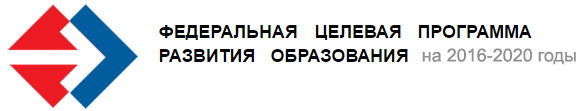 ФЕДЕРАЛЬНАЯ ЦЕЛЕВАЯ ПРОГРАММА
РАЗВИТИЯ ОБРАЗОВАНИЯ на 2016-2020 годы